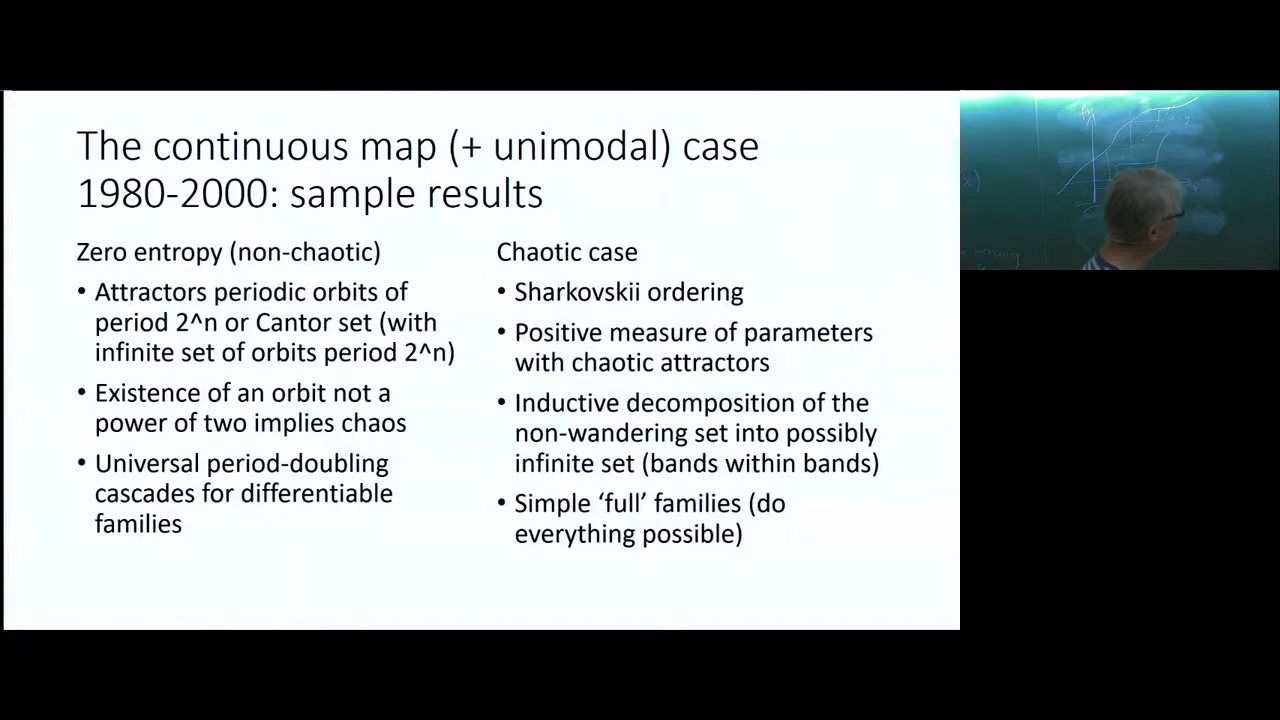 The continuous map (+ unimodal) case
1980-2000: sample results
Zero entropy (non-chaotic)
• Attractors periodic orbits of
period 2^n or Cantor set (with
infinite set of orbits period 2^n)
• Existence of an orbit not a
power of two implies chaos
• Universal period-doubling
cascades for differentiable
families
Chaotic case
• Sharkovskii ordering
• Positive measure of parameters
with chaotic attractors
• Inductive decomposition of the
non-wandering set into possibly
infinite set (bands within bands)
• Simple ‘full’ families (do
everything possible)